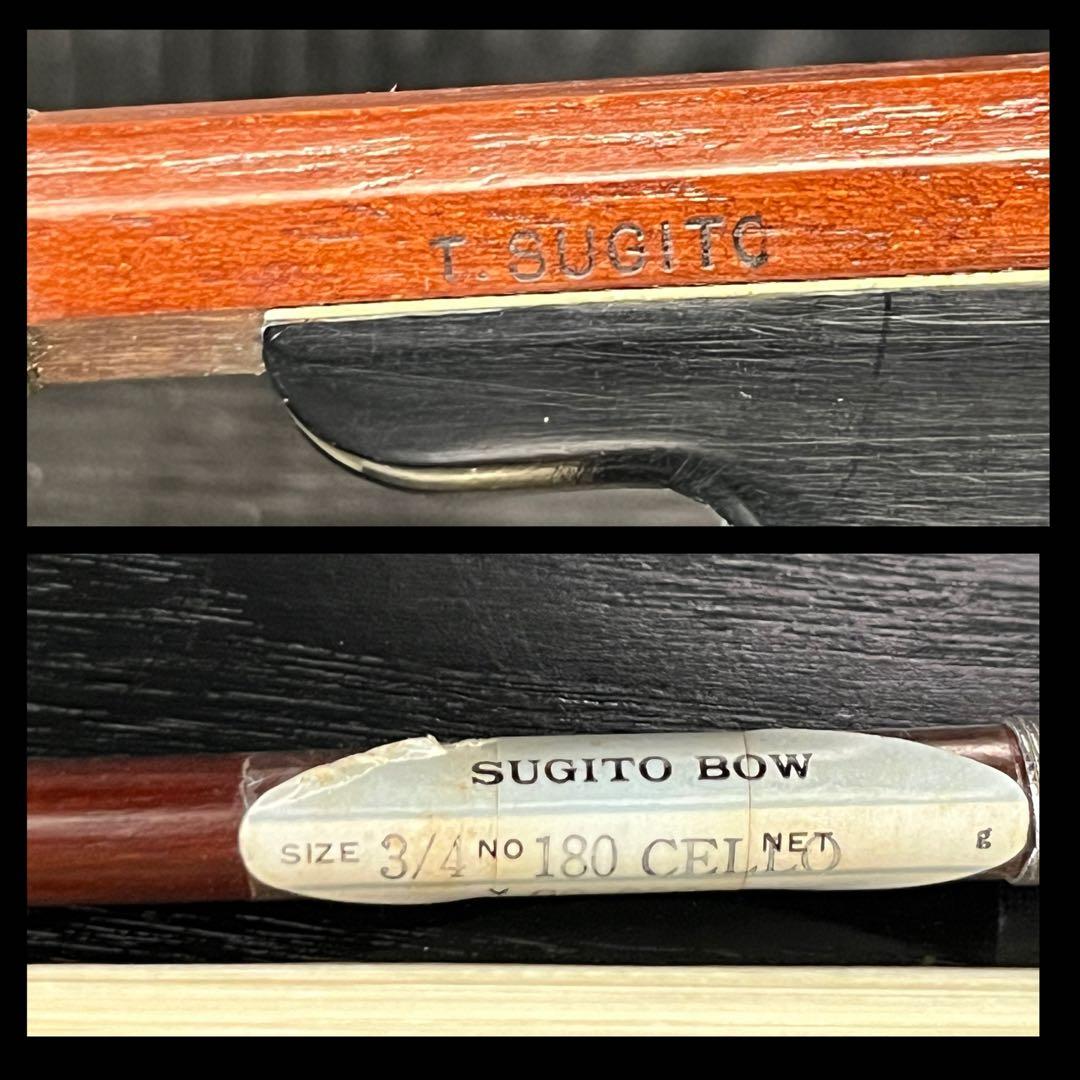 T. SUGITO
SUGITO BOW
SIZE 3/4 NO 180 CELLO NET g